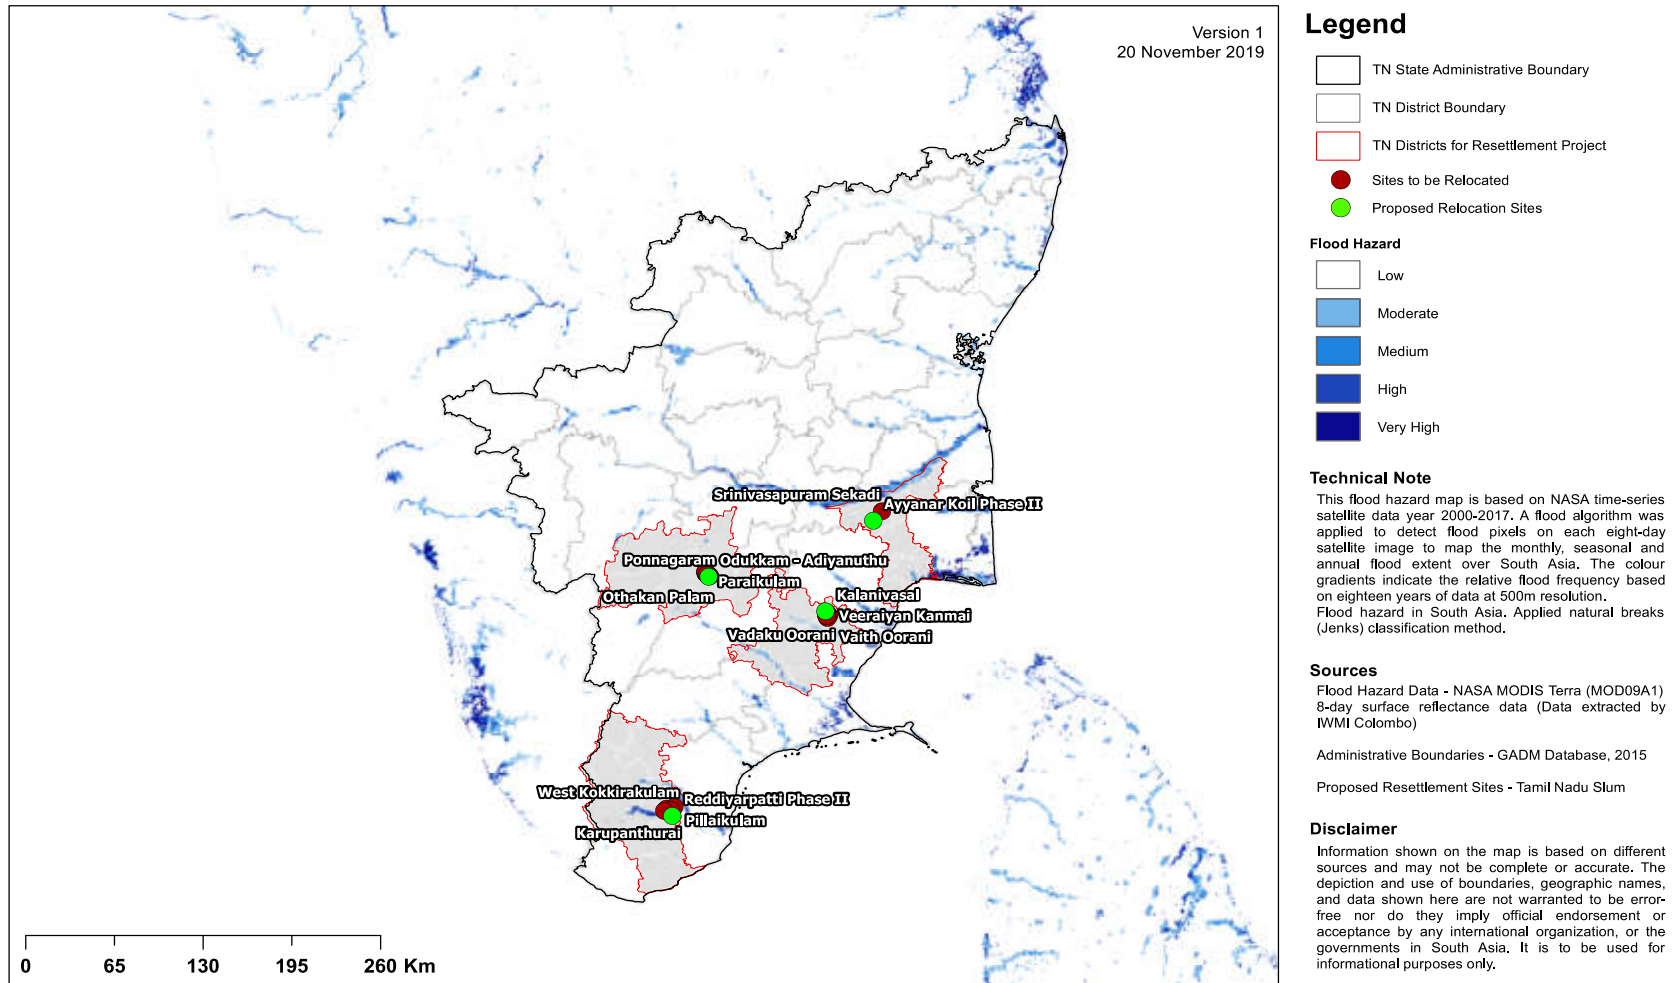 Version 1
20 November 2019
Srinivasapuram Sekadi
Ayyanar Koil Phase II
Ponnagaram Odukkam - Adiyanuthu
Paraikulam
Othakan Palam
Kalanivasal
Veeraiyan Kanmai
Vadaku Oorani
Vaith Oorani
West Kokkirakulam
Reddiyarpatti Phase II
Pillaikulam
Karupanthurai
0 65 130 195 260 Km
Legend
TN State Administrative Boundary
TN District Boundary
TN Districts for Resettlement Project
Sites to be Relocated
Proposed Relocation Sites
Flood Hazard
Low
Moderate
Medium
High
Very High
Technical Note
This flood hazard map is based on NASA time-series
satellite data year 2000-2017. A flood algorithm was
applied to detect flood pixels on each eight-day
satellite image to map the monthly, seasonal and
annual flood extent over South Asia. The colour
gradients indicate the relative flood frequency based
on eighteen years of data at 500m resolution.
Flood hazard in South Asia. Applied natural breaks
(Jenks) classification method.
Sources
Flood Hazard Data - NASA MODIS Terra (MOD09A1)
8-day surface reflectance data (Data extracted by
IWMI Colombo)
Administrative Boundaries - GADM Database, 2015
Proposed Resettlement Sites - Tamil Nadu Slum
Disclaimer
Information shown on the map is based on different
sources and may not be complete or accurate. The
depiction and use of boundaries, geographic names,
and data shown here are not warranted to be error-
free nor do they imply official endorsement or
acceptance by any international organization, or the
governments in South Asia. It is to be used for
informational purposes only.